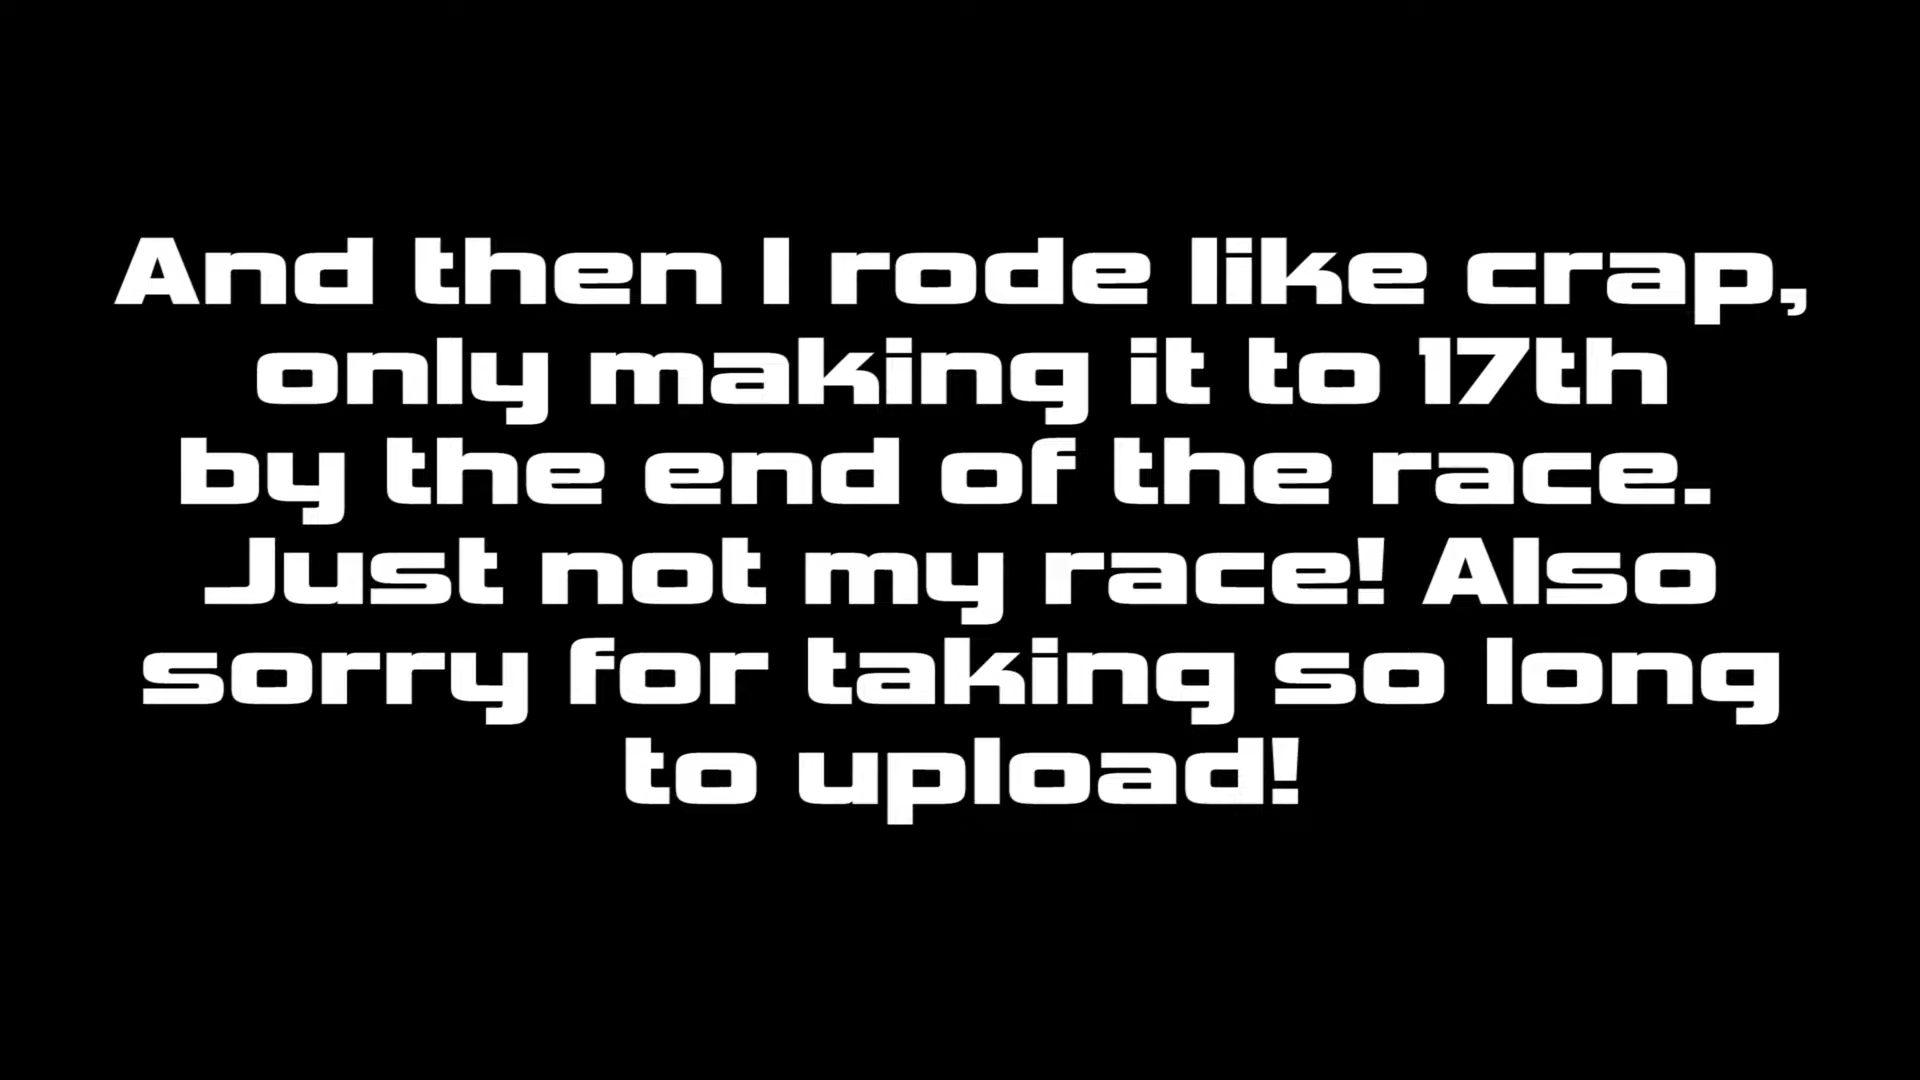 And then I rode like crap,
only making it to 17th
by the end of the race.
Just not my race! Also
sorry for taking so long
to upload!